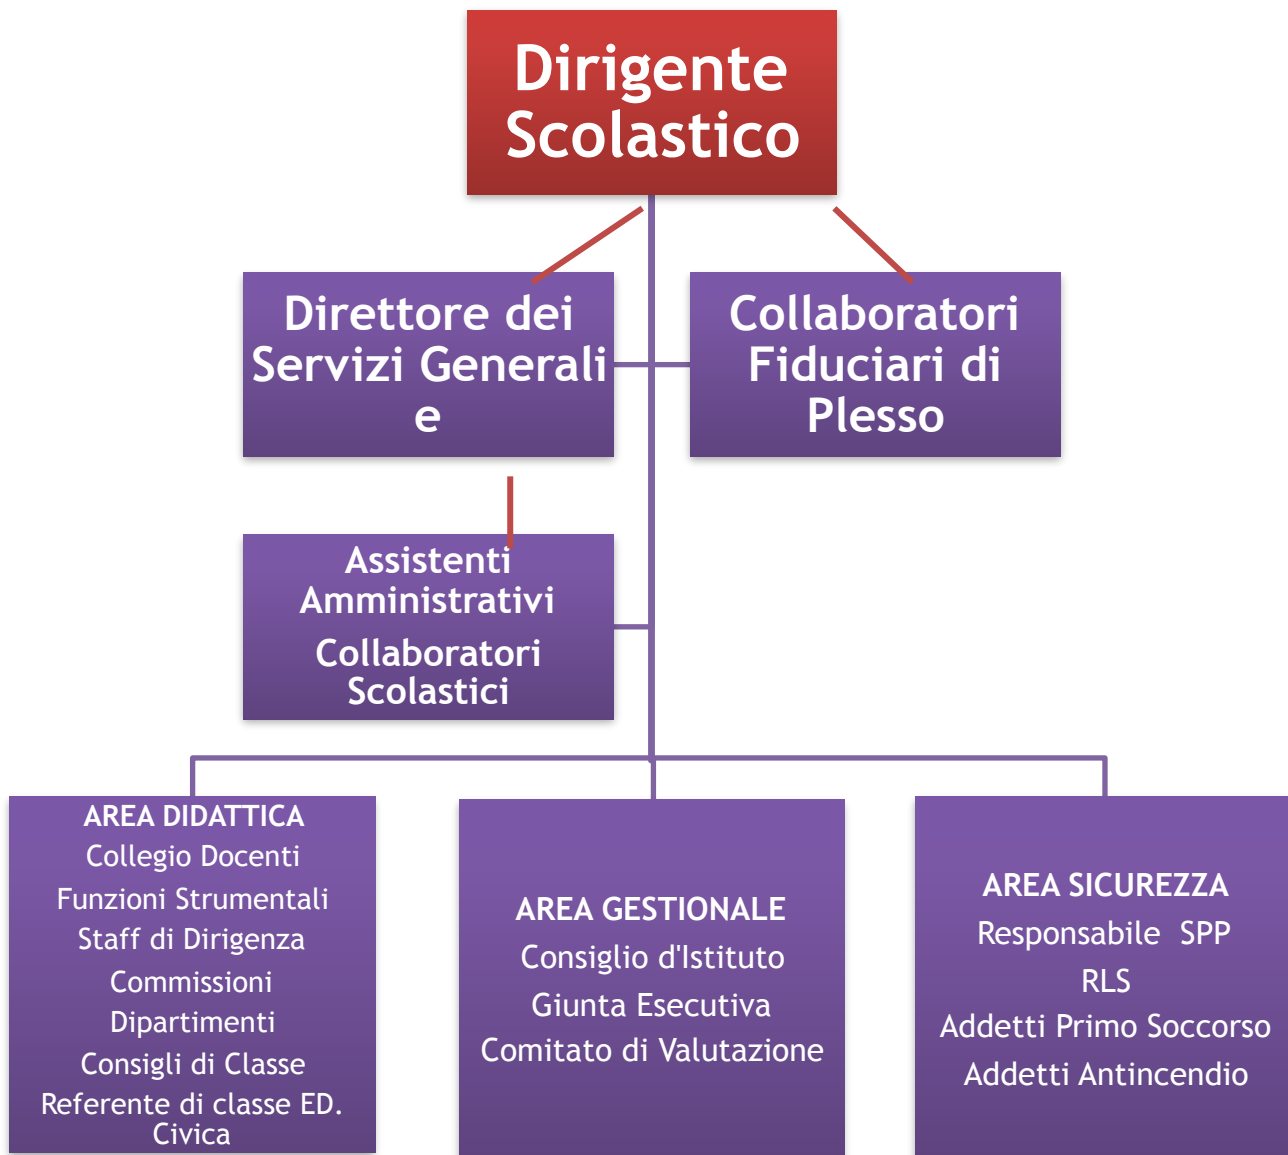 Dirigente
Scolastico
Direttore dei
Servizi Generali
e
Collaboratori
Fiduciari di
Plesso
Assistenti
Amministrativi
Collaboratori
Scolastici
AREA DIDATTICA
Collegio Docenti
Funzioni Strumentali
Staff di Dirigenza
Commissioni
Dipartimenti
Consigli di Classe
Referente di classe ED.
Civica
AREA GESTIONALE
Consiglio d'Istituto
Giunta Esecutiva
Comitato di Valutazione
AREA SICUREZZA
Responsabile  SPP
RLS
Addetti Primo Soccorso
Addetti Antincendio